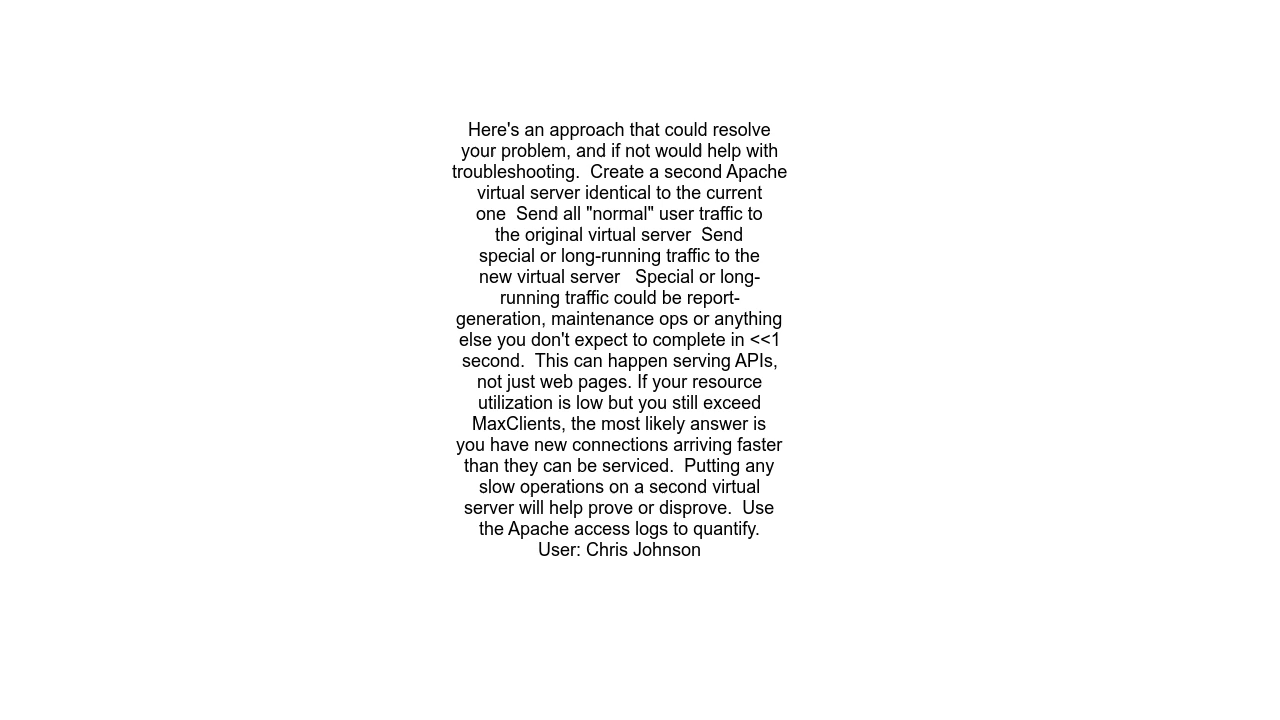 Here's an approach that could resolve
your problem, and if not would help with
troubleshooting.  Create a second Apache
virtual server identical to the current
one  Send all "normal" user traffic to
the original virtual server  Send
special or long-running traffic to the
new virtual server   Special or long-
running traffic could be report-
generation, maintenance ops or anything
else you don't expect to complete in <<1
second.  This can happen serving APIs,
not just web pages. If your resource
utilization is low but you still exceed
MaxClients, the most likely answer is
you have new connections arriving faster
than they can be serviced.  Putting any
slow operations on a second virtual
server will help prove or disprove.  Use
the Apache access logs to quantify.
User: Chris Johnson